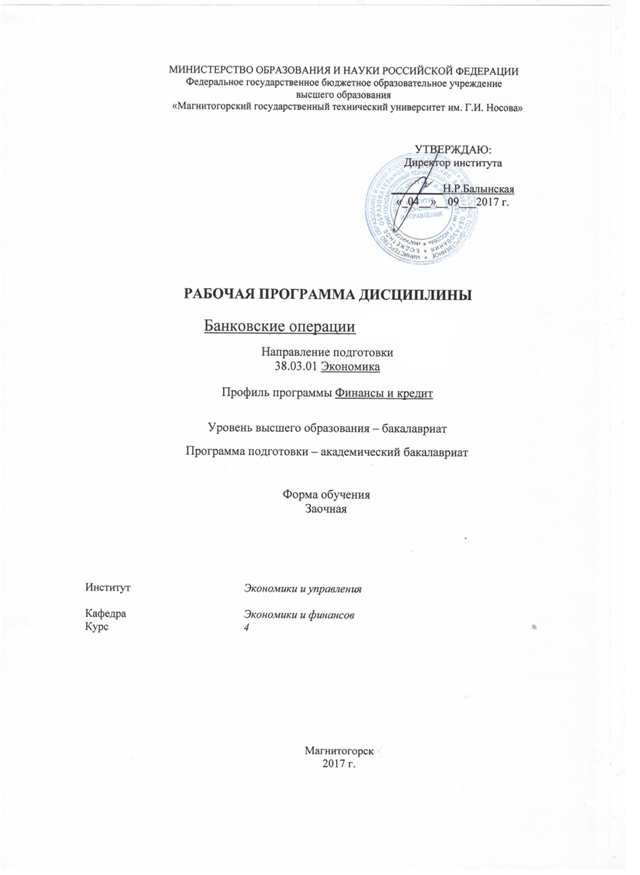 МИНИСТЕРСТВО ОБРАЗОВАНИЯ И НАУКИ РОССИЙСКОЙ ФЕДЕРАЦИИ
Федеральное государственное бюджетное образовательное учреждение
высшего образования
«Магнитогорский государственный технический университет им. Г.И. Носова»
УТВЕРЖДАЮ:
Директор института
Н.Р.Балынская
«_04__»__09___2017 г.
РАБОЧАЯ ПРОГРАММА ДИСЦИПЛИНЫ
Банковские операции
Направление подготовки
38.03.01 Экономика
Профиль программы Финансы и кредит
Уровень высшего образования – бакалавриат
Программа подготовки – академический бакалавриат
Форма обучения
Заочная
Институт Экономики и управления
Кафедра Экономики и финансов
Курс 4
Магнитогорск
2017 г.